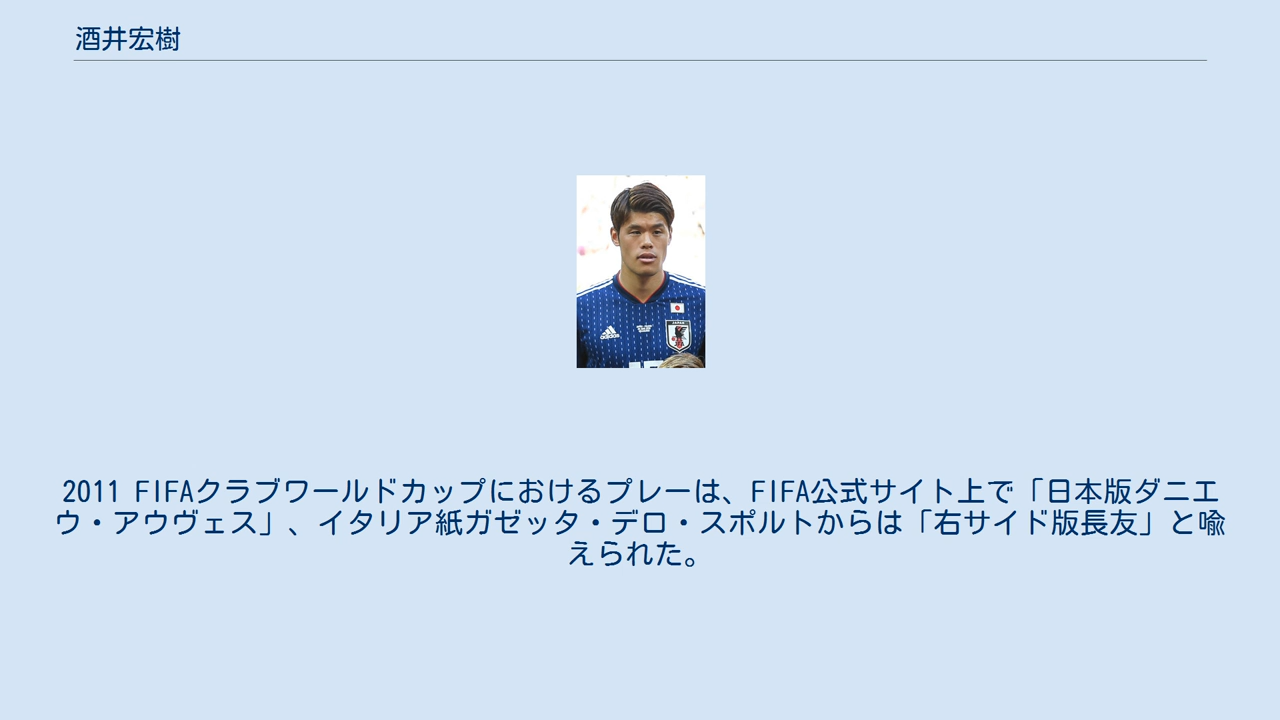 酒井宏樹
2011 FIFAクラブワールドカップにおけるプレーは、FIFA公式サイト上で「日本版ダニエ
ウ・アウヴェス」、イタリア紙ガゼッタ・デロ・スポルトからは「右サイド版長友」と喩
えられた。
adidas
JAPAN